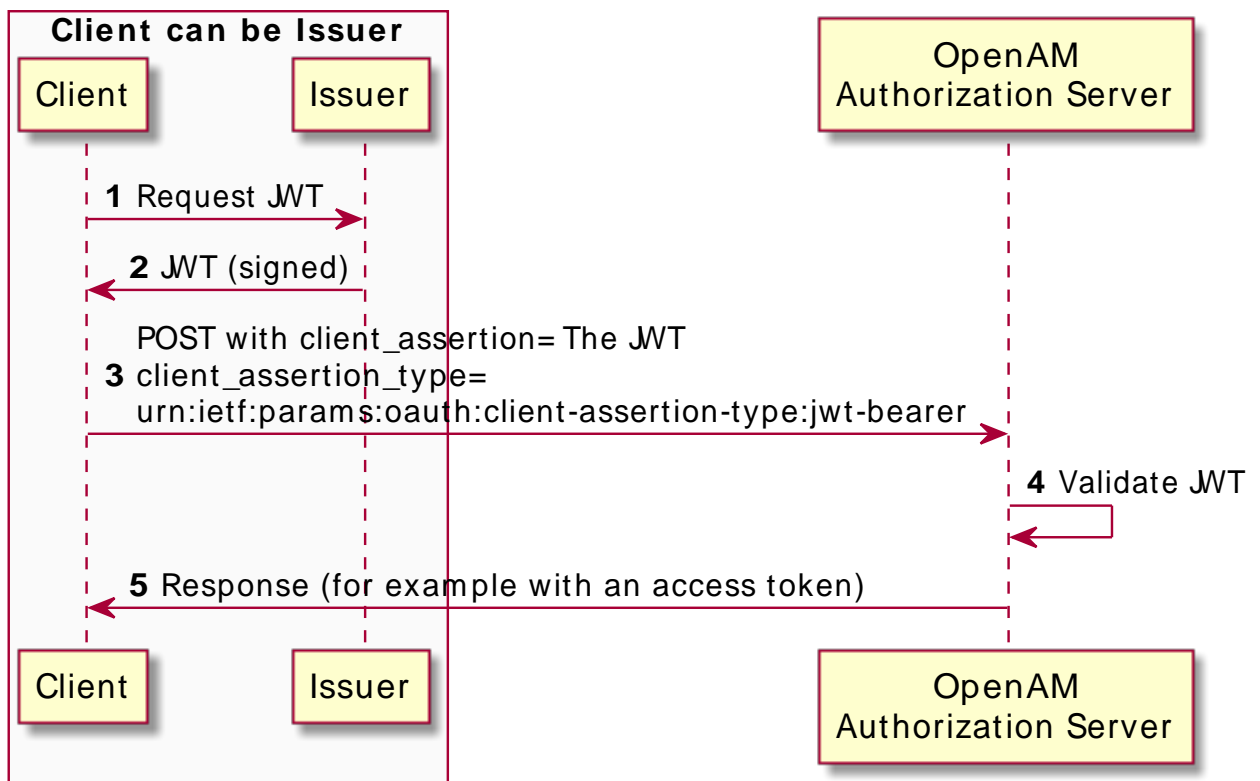 Client can be Issuer
Client
Issuer
OpenAM
Authorization Server
1 Request JWT
2 JWT (signed)
POST with client_assertion= The JWT
3 client_assertion_type=
urn:ietf:params:oauth:client-assertion-type:jwt-bearer
4 Validate JWT
5 Response (for example with an access token)
Client
Issuer
OpenAM
Authorization Server